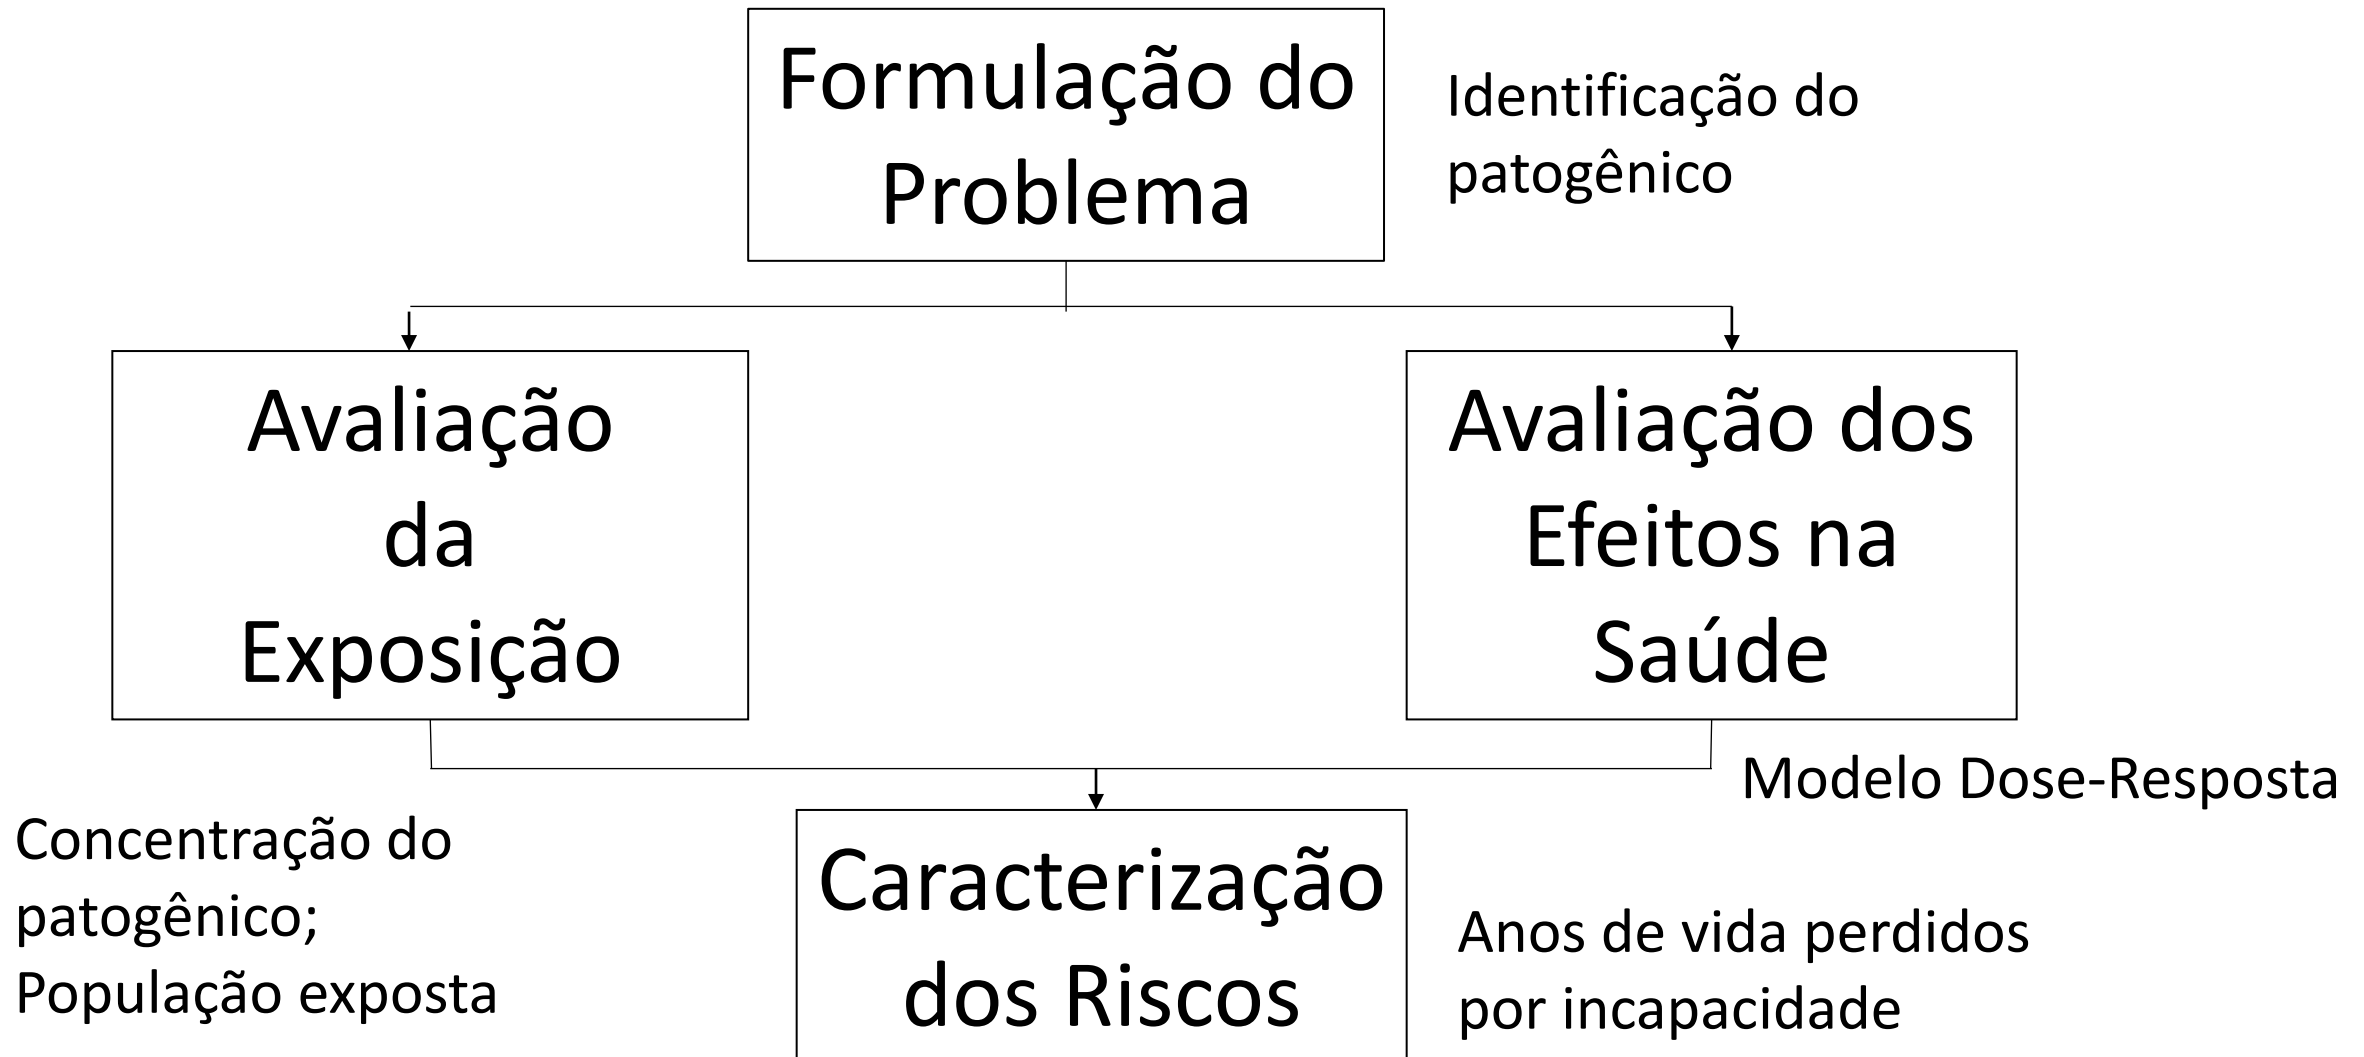 Formulação do
Problema
Identificação do
patogênico
Avaliação
da
Exposição
Avaliação dos
Efeitos na
Saúde
Modelo Dose-Resposta
Concentração do
patogênico;
População exposta
Caracterização
dos Riscos
Anos de vida perdidos
por incapacidade